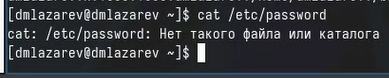 [dmlazarev@dmlazarev ~]$ cat /etc/password
cat: /etc/password: Нет такого файла или каталога
[dmlazarev@dmlazarev ~]$